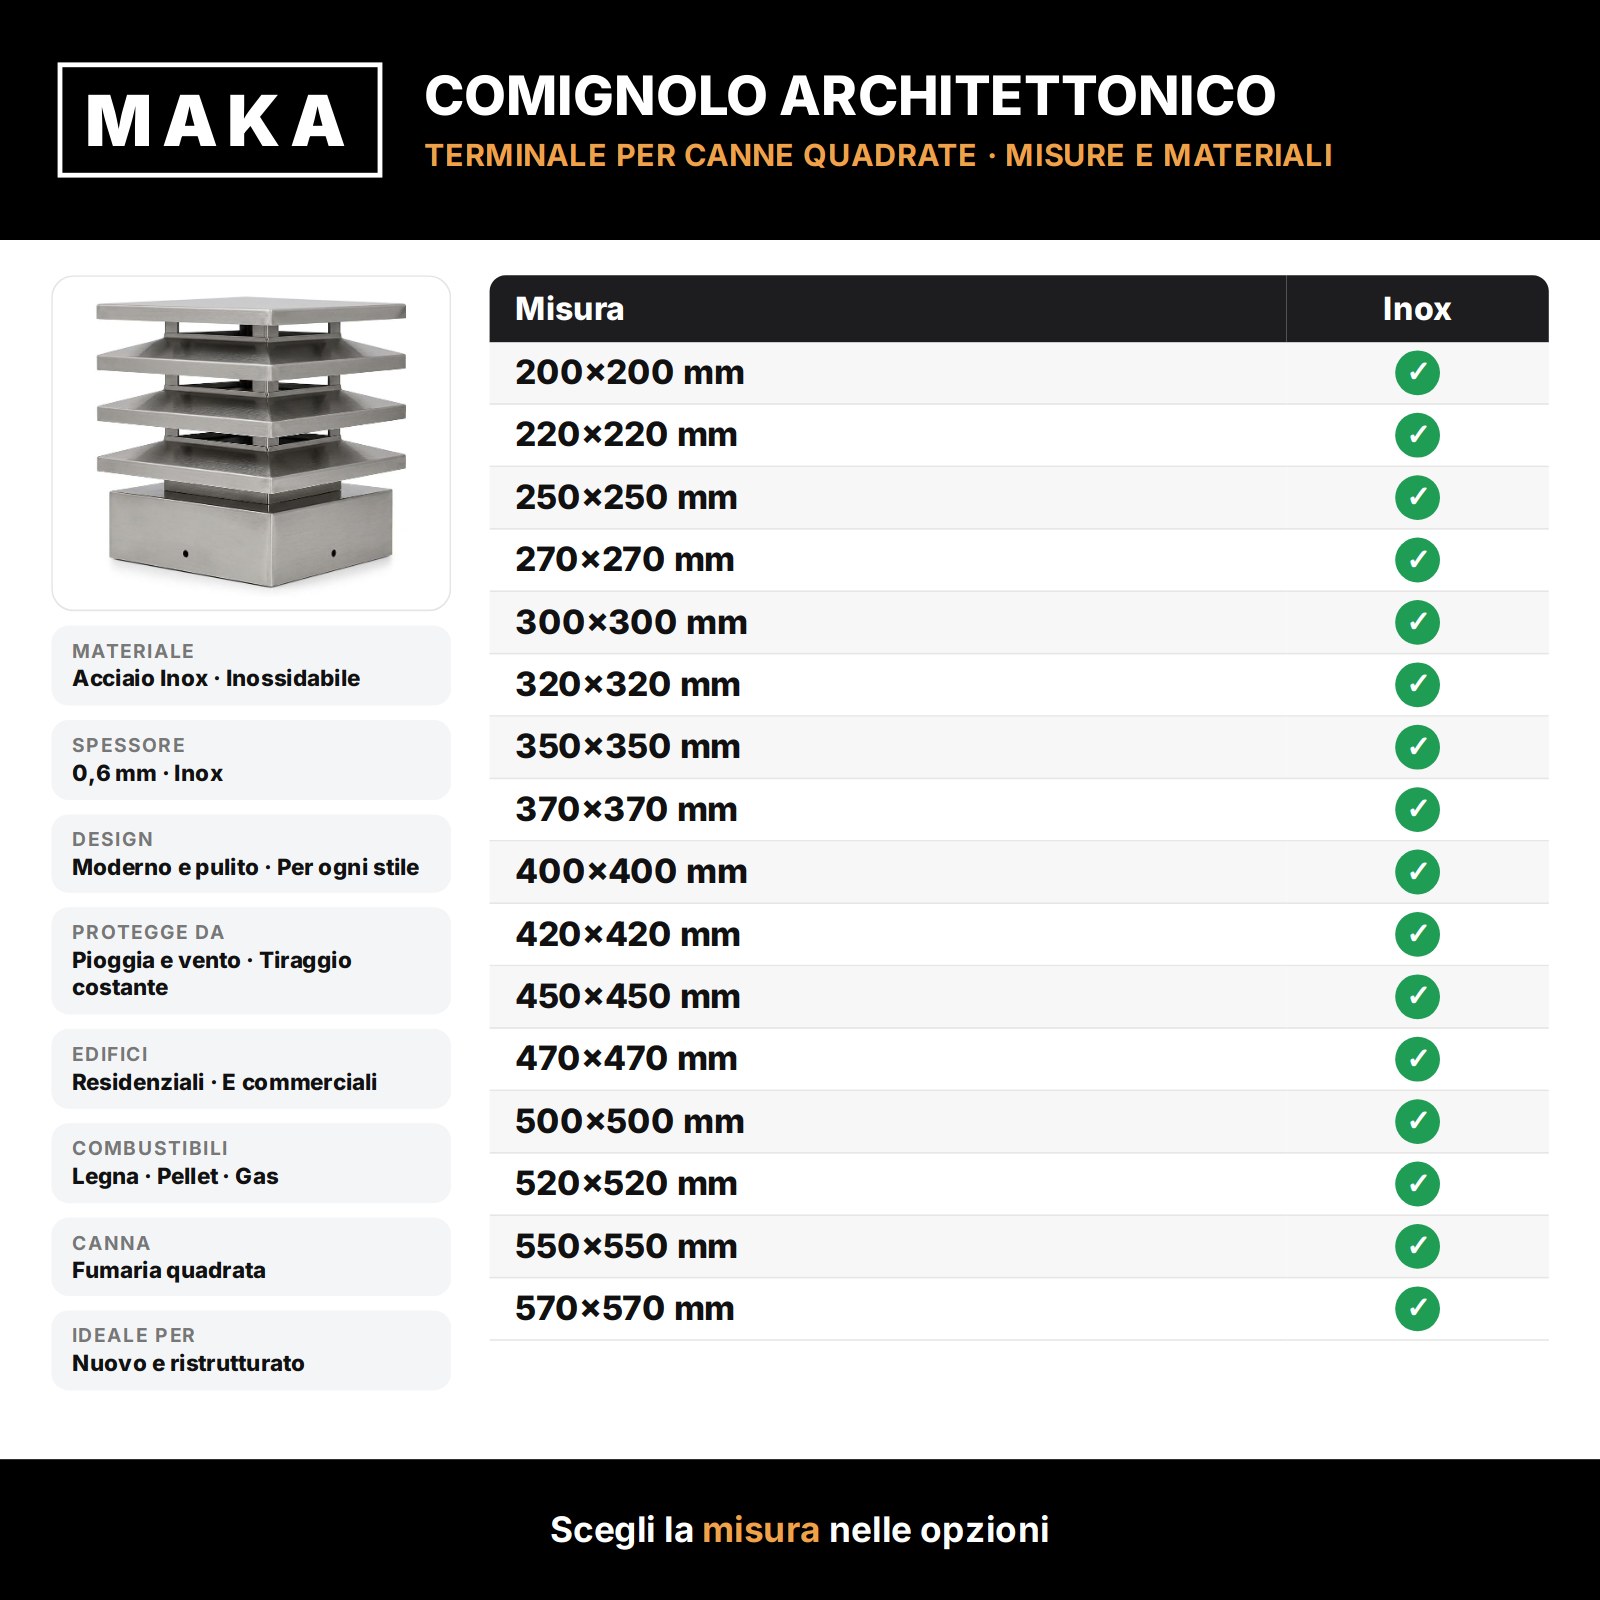 MAKA
COMIGNOLO ARCHITETTONICO
TERMINALE PER CANNE QUADRATE · MISURE E MATERIALI
MATERIALE
Acciaio Inox · Inossidabile
SPESSORE
0,6 mm · Inox
DESIGN
Moderno e pulito · Per ogni stile
PROTEGGE DA
Pioggia e vento · Tiraggio
costante
EDIFICI
Residenziali · E commerciali
COMBUSTIBILI
Legna · Pellet · Gas
CANNA
Fumaria quadrata
IDEALE PER
Nuovo e ristrutturato
Misura Inox
200×200 mm ✓
220×220 mm ✓
250×250 mm ✓
270×270 mm ✓
300×300 mm ✓
320×320 mm ✓
350×350 mm ✓
370×370 mm ✓
400×400 mm ✓
420×420 mm ✓
450×450 mm ✓
470×470 mm ✓
500×500 mm ✓
520×520 mm ✓
550×550 mm ✓
570×570 mm ✓
Scegli la misura nelle opzioni